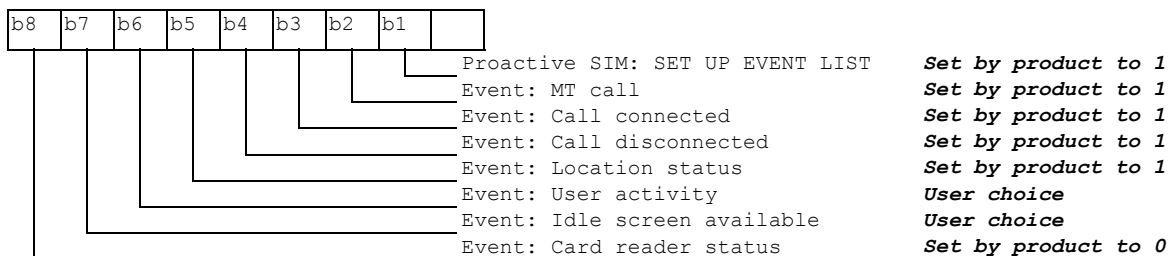 b8 b7 b6 b5 b4 b3 b2 b1
Proactive SIM: SET UP EVENT LIST Set by product to 1
Event: MT call Set by product to 1
Event: Call connected Set by product to 1
Event: Call disconnected Set by product to 1
Event: Location status Set by product to 1
Event: User activity User choice
Event: Idle screen available User choice
Event: Card reader status Set by product to 0